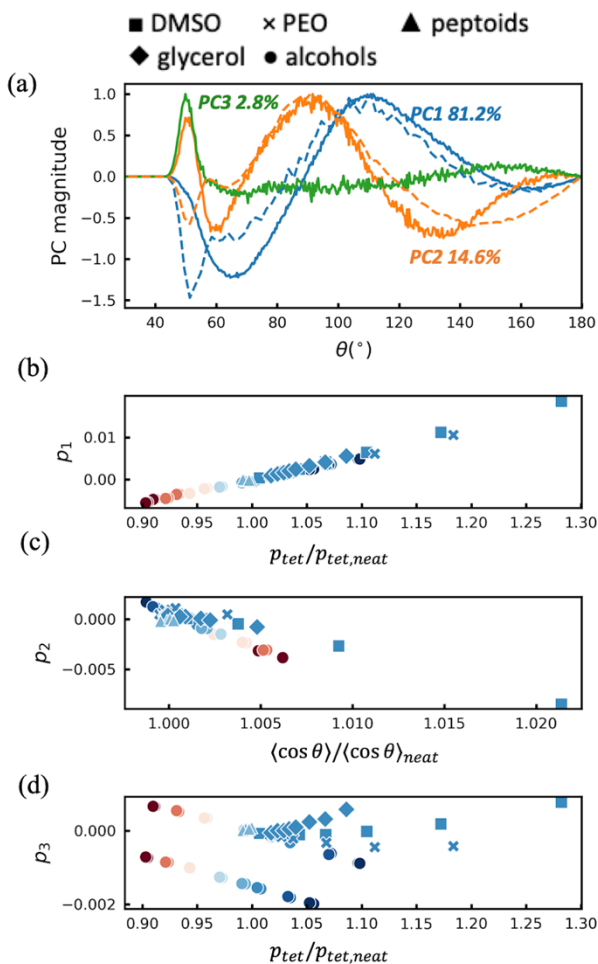 DMSO PEO peptoids
glycerol alcohols
(a)
PC3 2.8%
PC1 81.2%
PC2 14.6%
PC magnitude
1.0
0.5
0.0
−0.5
−1.0
−1.5
40 60 80 100 120 140 160 180
θ(°)
(b)
p1
0.01
0.00
0.90 0.95 1.00 1.05 1.10 1.15 1.20 1.25 1.30
ptet/ptet,neat
(c)
p2
0.000
−0.005
1.000 1.005 1.010 1.015 1.020
⟨cos θ⟩/⟨cos θ⟩neat
(d)
p3
0.000
−0.002
0.90 0.95 1.00 1.05 1.10 1.15 1.20 1.25 1.30
ptet/ptet,neat